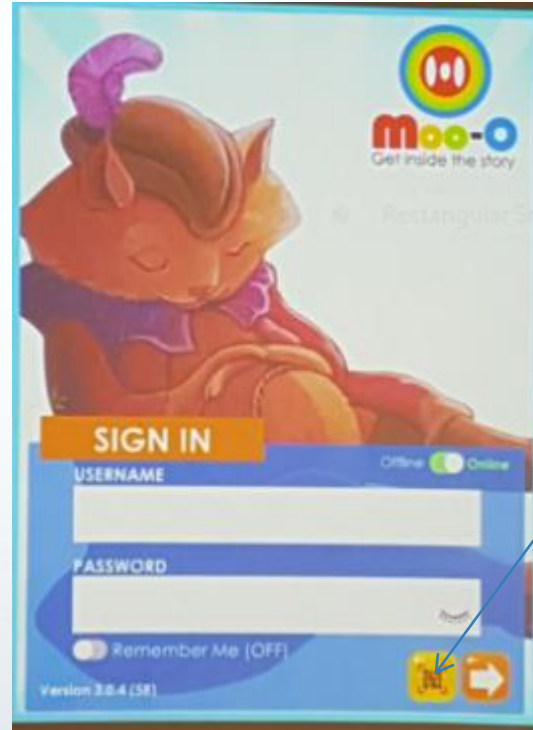 Moo-O
Get inside the story
Rectangular S
SIGN IN
Offline Online
USERNAME
PASSWORD
Remember Me (OFF)
Version 3.0.4 (58)